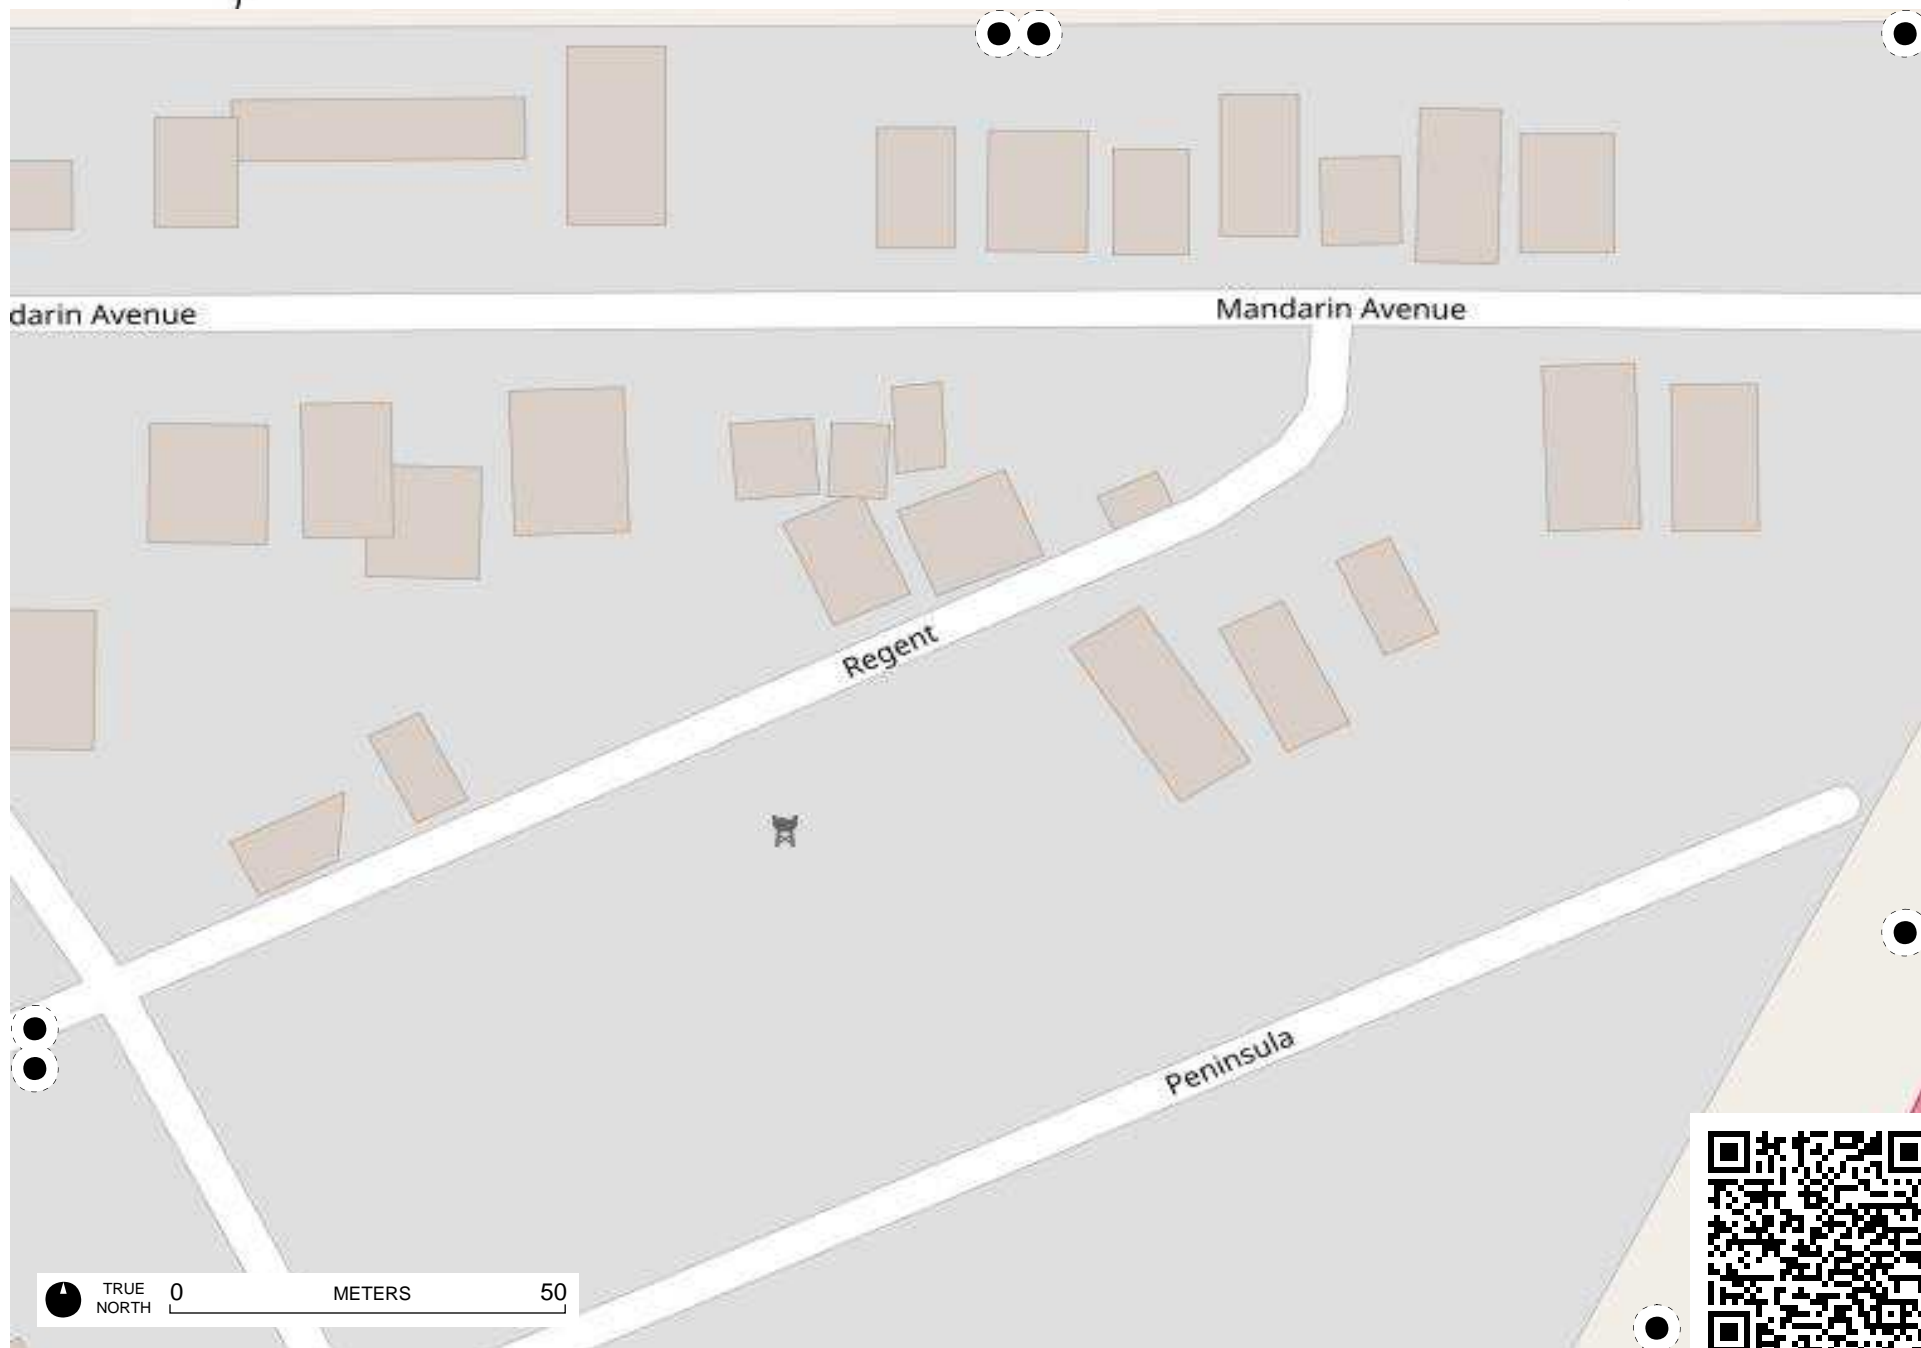 darin Avenue
Mandarin Avenue
Regent
Peninsula
TRUE
NORTH
0
METERS
50